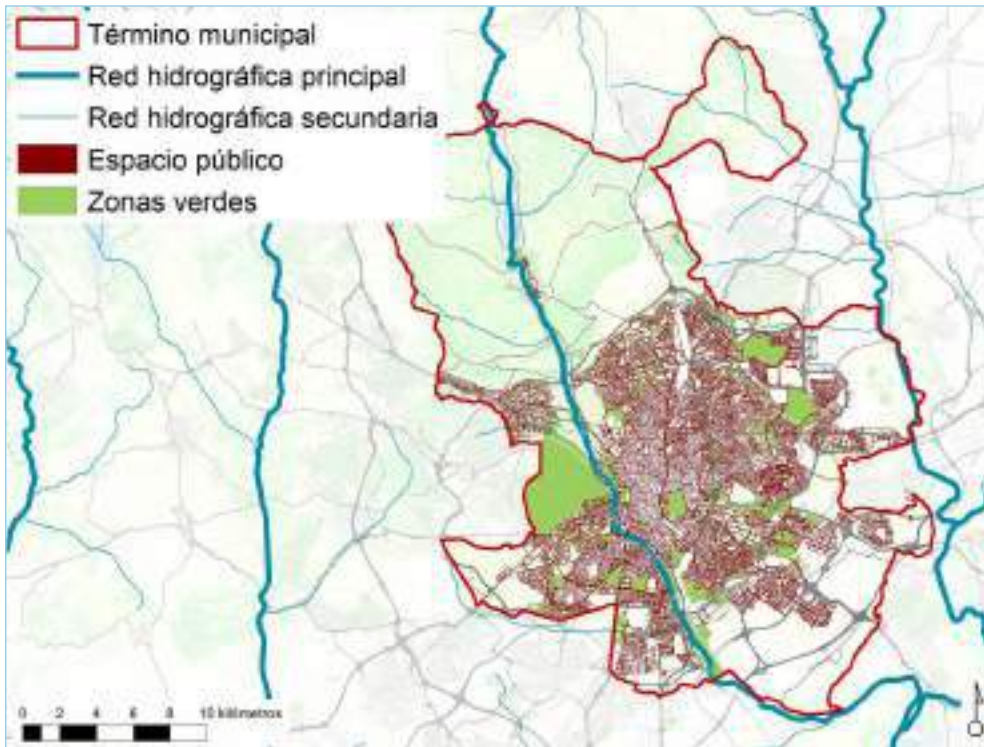 Término municipal
Red hidrográfica principal
Red hidrográfica secundaria
Espacio público
Zonas verdes
0 2 4 6 8 10 kilómetros